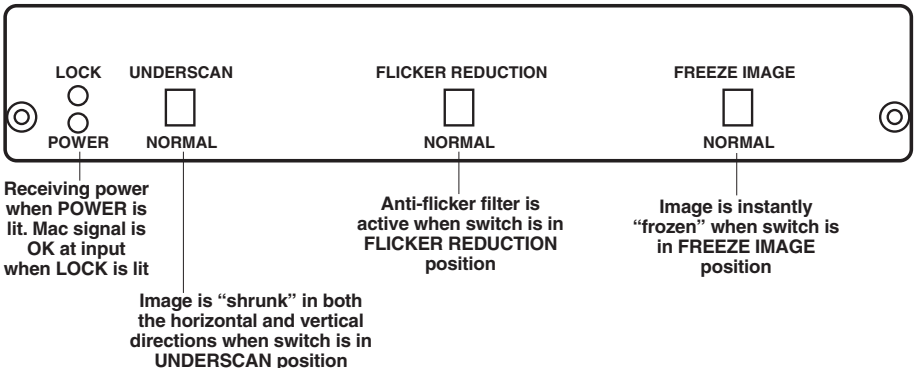 LOCK UNDERSCAN FLICKER REDUCTION FREEZE IMAGE
POWER NORMAL NORMAL NORMAL
Receiving power
when POWER is
lit. Mac signal is
OK at input
when LOCK is lit
Anti-flicker filter is
active when switch is in
FLICKER REDUCTION
position
Image is instantly
“frozen” when switch is
in FREEZE IMAGE
position
Image is “shrunk” in both
the horizontal and vertical
directions when switch is in
UNDERSCAN position